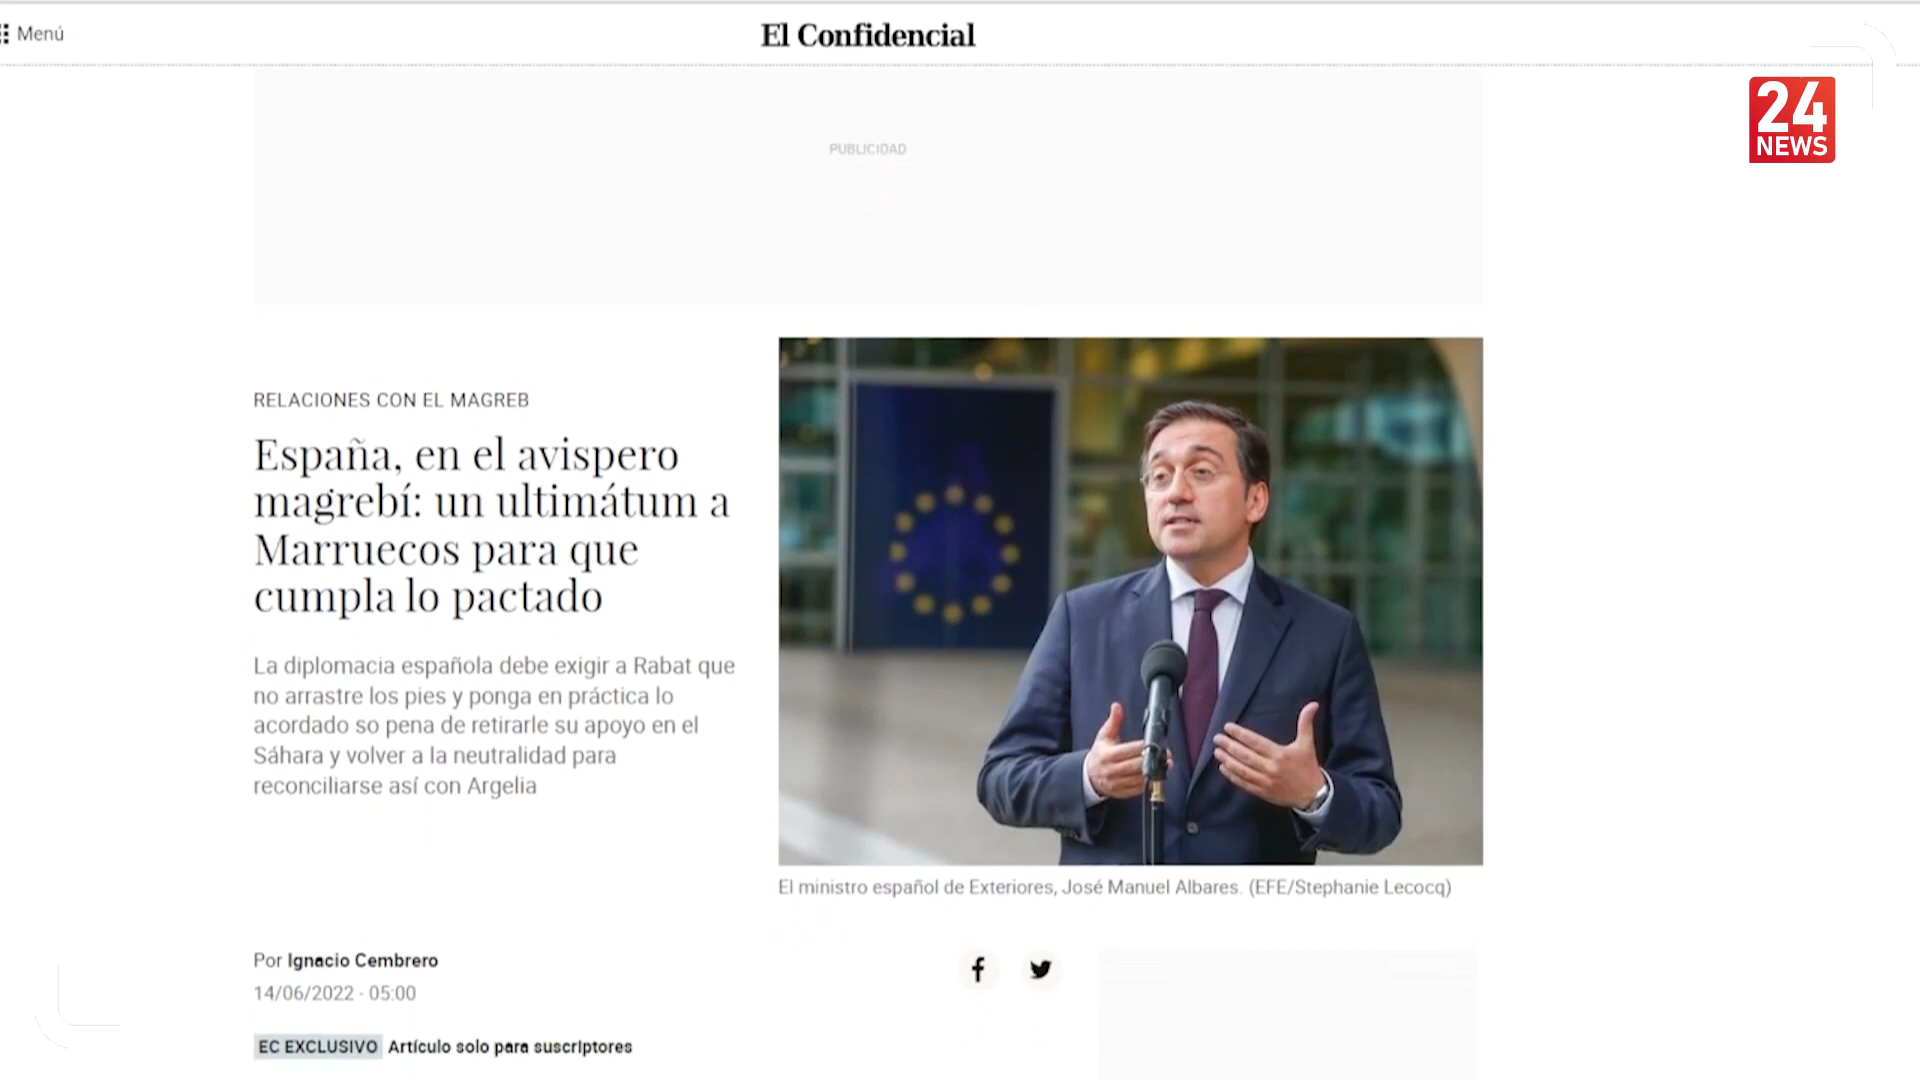 Menú
El Confidencial
24
NEWS
PUBLICIDAD
RELACIONES CON EL MAGREB
España, en el avispero
magrebí: un ultimátum a
Marruecos para que
cumpla lo pactado
La diplomacia española debe exigir a Rabat que
no arrastre los pies y ponga en práctica lo
acordado so pena de retirarle su apoyo en el
Sáhara y volver a la neutralidad para
reconciliarse así con Argelia
El ministro español de Exteriores, José Manuel Albares. (EFE/Stephanie Lecocq)
Por Ignacio Cembrero
14/06/2022 - 05:00
EC EXCLUSIVO Artículo solo para suscriptores